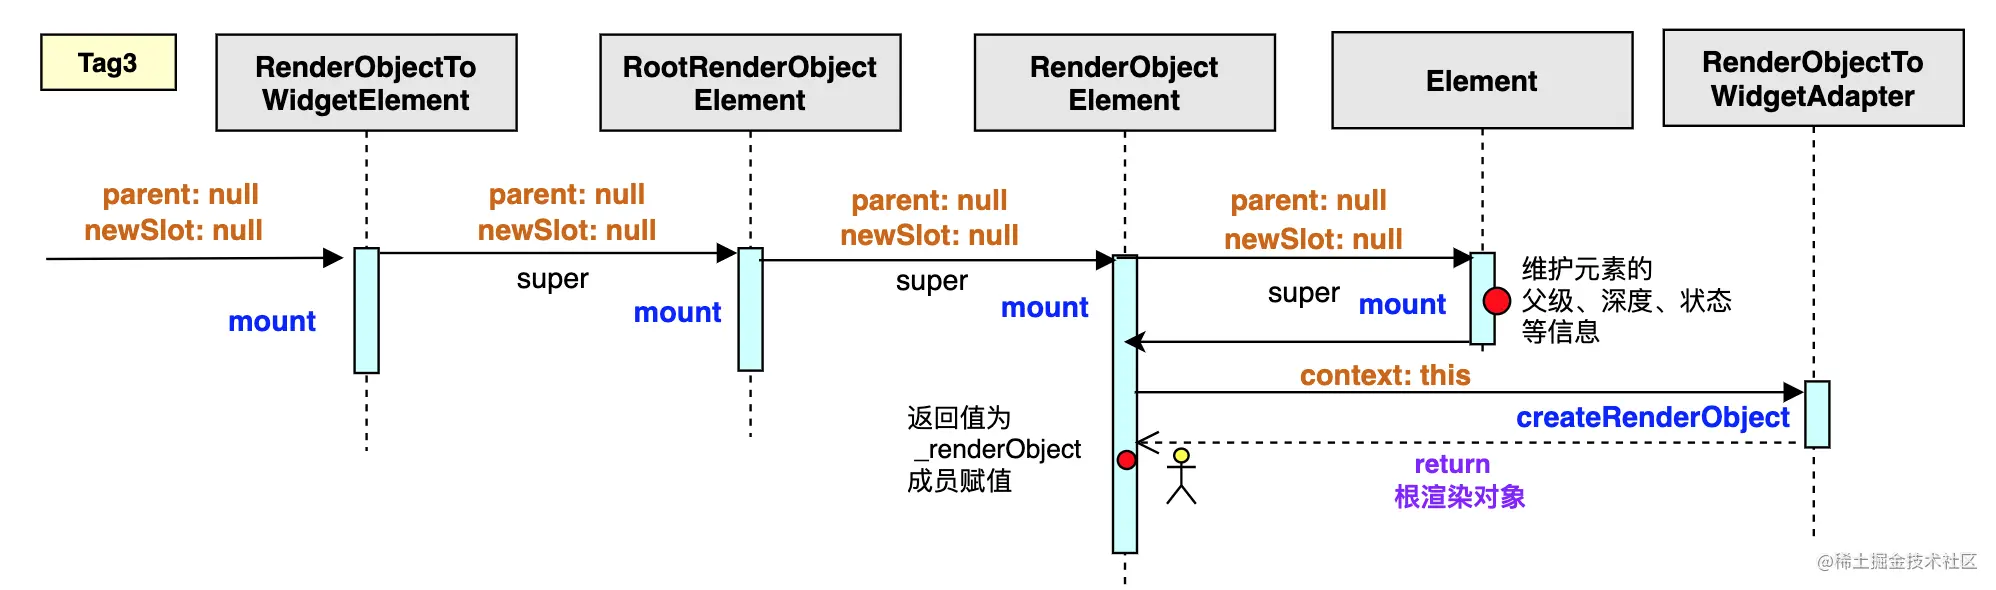 Tag3
RenderObjectTo
WidgetElement
RootRenderObject
Element
RenderObject
Element
Element
RenderObjectTo
WidgetAdapter
parent: null
newSlot: null
mount
parent: null
newSlot: null
super
mount
parent: null
newSlot: null
super
mount
parent: null
newSlot: null
super
mount
维护元素的
父级、深度、状态
等信息
context: this
createRenderObject
返回值为
_renderObject
成员赋值
return
根渲染对象
@稀土掘金技术社区